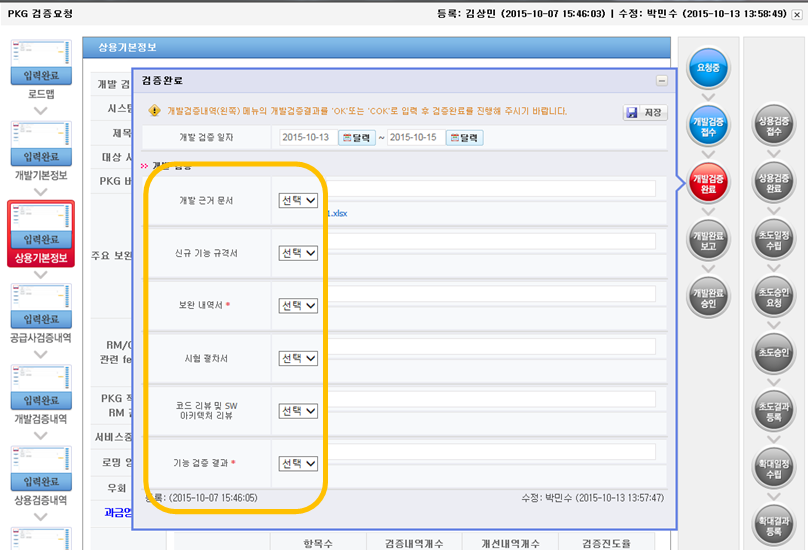 PKG 검증요청
등록: 김상민 (2015-10-07 15:46:03) | 수정: 박민수 (2015-10-13 13:58:49)
입력완료
로드맵
입력완료
개발기본정보
입력완료
상용기본정보
입력완료
공급사검증내역
입력완료
개발검증내역
입력완료
상용검증내역
상용기본정보
개발 검
시스템
제목
대상 시
PKG 버
주요 보완
RM/C
관련 fe
PKG 적
RM 검
서비스중
로명 영
우회
과금영
검증완료
개발검증내역(왼쪽) 메뉴의 개발검증결과를 'OK'또는 'COK'로 입력 후 검증완료를 진행해 주시기 바랍니다.
저장
개발 검증 일자
2015-10-13
달력
~ 2015-10-15
달력
개발 근거 문서
선택
1.xlsx
신규 기능 규격서
선택
보완 내역서 *
선택
시험 절차서
선택
코드 리뷰 및 SW
아키텍처 리뷰
선택
기능 검증 결과 *
선택
등록: (2015-10-07 15:46:05)
수정: 박민수 (2015-10-13 13:57:47)
항목수
검증내역개수
개선내역개수
검증진도율
요청중
개발검증
접수
개발검증
완료
개발완료
보고
개발완료
승인
상용검증
접수
상용검증
완료
초도일정
수립
초도승인
요청
초도승인
초도결과
등록
확대일정
수립
확대결과
등록